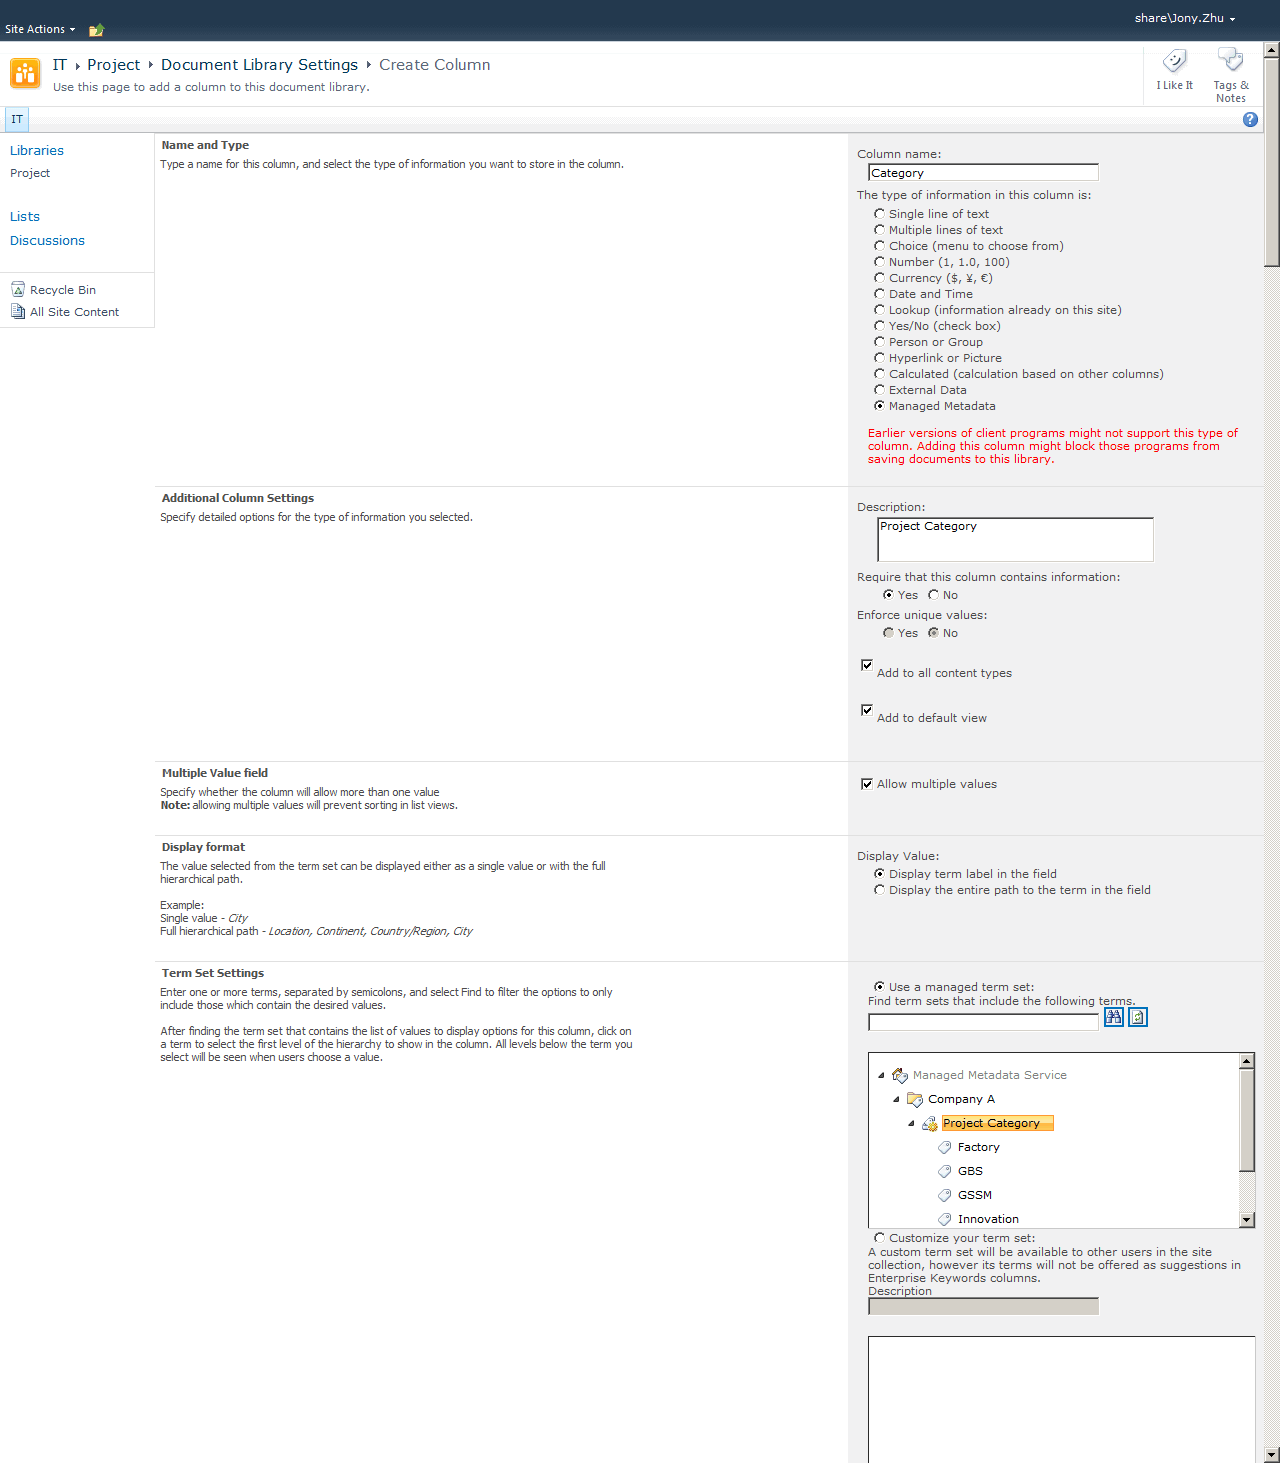 share\Jony.Zhu
Site Actions
IT Project Document Library Settings Create Column
Use this page to add a column to this document library.
I Like It
Tags & Notes
IT
Libraries
Project
Lists
Discussions
Recycle Bin
All Site Content
Name and Type
Type a name for this column, and select the type of information you want to store in the column.
Column name:
Category
The type of information in this column is:
Single line of text
Multiple lines of text
Choice (menu to choose from)
Number (1, 1.0, 100)
Currency ($, ¥, €)
Date and Time
Lookup (information already on this site)
Yes/No (check box)
Person or Group
Hyperlink or Picture
Calculated (calculation based on other columns)
External Data
Managed Metadata
Earlier versions of client programs might not support this type of
column. Adding this column might block those programs from
saving documents to this library.
Additional Column Settings
Specify detailed options for the type of information you selected.
Description:
Project Category
Require that this column contains information:
Yes No
Enforce unique values:
Yes No
Add to all content types
Add to default view
Multiple Value field
Specify whether the column will allow more than one value
Note: allowing multiple values will prevent sorting in list views.
Allow multiple values
Display format
The value selected from the term set can be displayed either as a single value or with the full
hierarchical path.
Example:
Single value - City
Full hierarchical path - Location, Continent, Country/Region, City
Display Value:
Display term label in the field
Display the entire path to the term in the field
Term Set Settings
Enter one or more terms, separated by semicolons, and select Find to filter the options to only
include those which contain the desired values.
After finding the term set that contains the list of values to display options for this column, click on
a term to select the first level of the hierarchy to show in the column. All levels below the term you
select will be seen when users choose a value.
Use a managed term set:
Find term sets that include the following terms.
Managed Metadata Service
Company A
Project Category
Factory
GBS
GSSM
Innovation
Customize your term set:
A custom term set will be available to other users in the site
collection, however its terms will not be offered as suggestions in
Enterprise Keywords columns.
Description